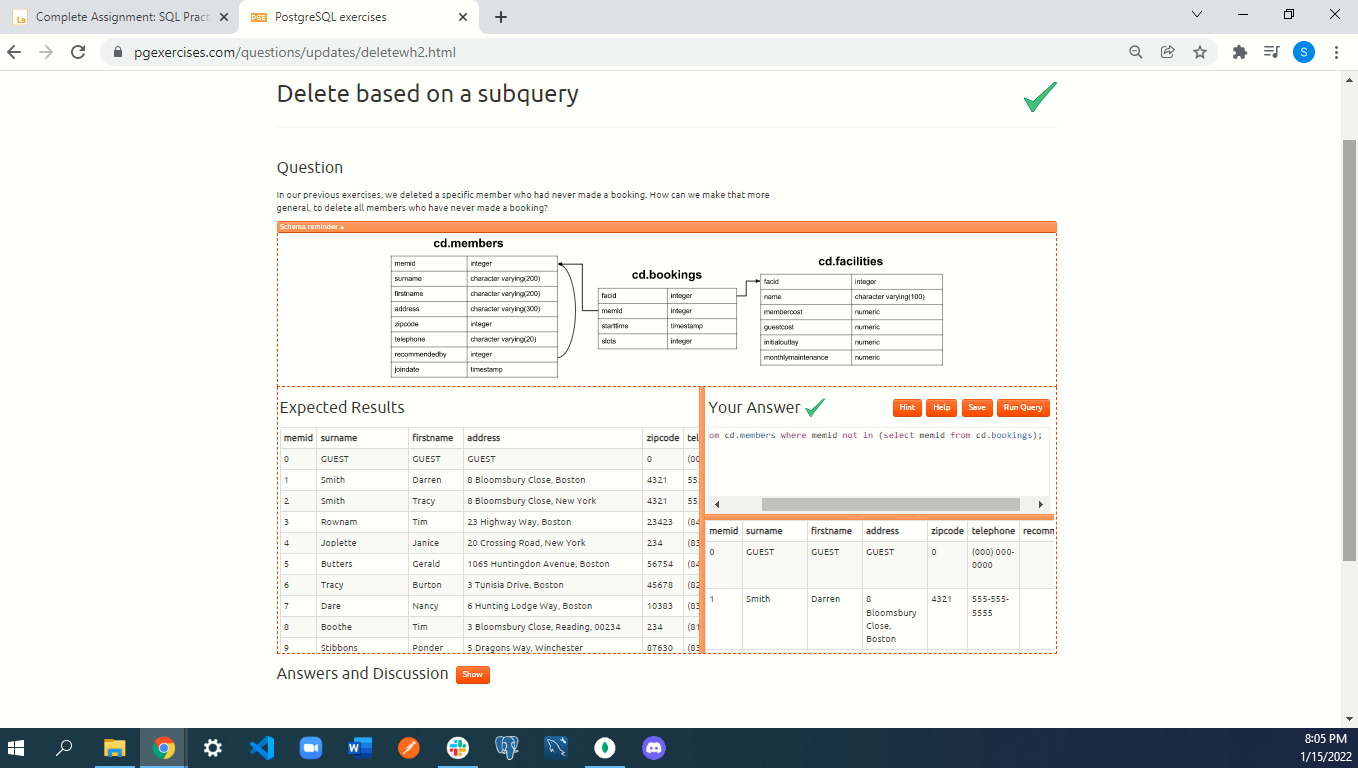 Complete Assignment: SQL Pract
PGE PostgreSQL exercises
pgexercises.com/questions/updates/deletewh2.html
S
Delete based on a subquery
Question
In our previous exercises, we deleted a specific member who had never made a booking. How can we make that more
general, to delete all members who have never made a booking?
Schema reminder
cd.members
memid integer
surname character varying(200)
firstname character varying(200)
address character varying(300)
zipcode integer
telephone character varying(20)
recommendedby integer
joindate timestamp
cd.bookings
facid integer
memid integer
starttime timestamp
slots integer
cd.facilities
facid integer
name character varying(100)
membercost numeric
guestcost numeric
initialoutlay numeric
monthlymaintenance numeric
Expected Results
memid surname firstname address zipcode tel
0 GUEST GUEST GUEST 0 (00
1 Smith Darren 8 Bloomsbury Close, Boston 4321 55
2 Smith Tracy 8 Bloomsbury Close, New York 4321 55
3 Rownam Tim 23 Highway Way, Boston 23423 (84
4 Joplette Janice 20 Crossing Road, New York 234 (83
5 Butters Gerald 1065 Huntingdon Avenue, Boston 56754 (84
6 Tracy Burton 3 Tunisia Drive, Boston 45678 (82
7 Dare Nancy 6 Hunting Lodge Way, Boston 10383 (83
8 Boothe Tim 3 Bloomsbury Close, Reading, 00234 234 (81
9 Stibbons Ponder 5 Dragons Way, Winchester 87630 (83
Your Answer
Hint Help Save Run Query
om cd.members where memid not in (select memid from cd.bookings);
memid surname firstname address zipcode telephone recomm
0 GUEST GUEST GUEST 0 (000) 000-
0000
1 Smith Darren 8 4321 555-555-
Bloomsbury 5555
Close,
Boston
Answers and Discussion Show
8:05 PM
1/15/2022